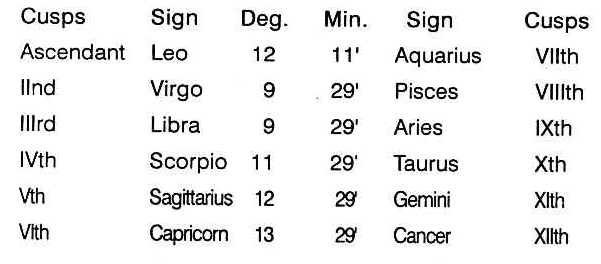 Cusps Sign Deg. Min. Sign Cusps
Ascendant Leo 12 11' Aquarius VIIth
IInd Virgo 9 29' Pisces VIIIth
IIIrd Libra 9 29' Aries IXth
IVth Scorpio 11 29' Taurus Xth
Vth Sagittarius 12 29' Gemini XIth
VIth Capricorn 13 29' Cancer XIIth